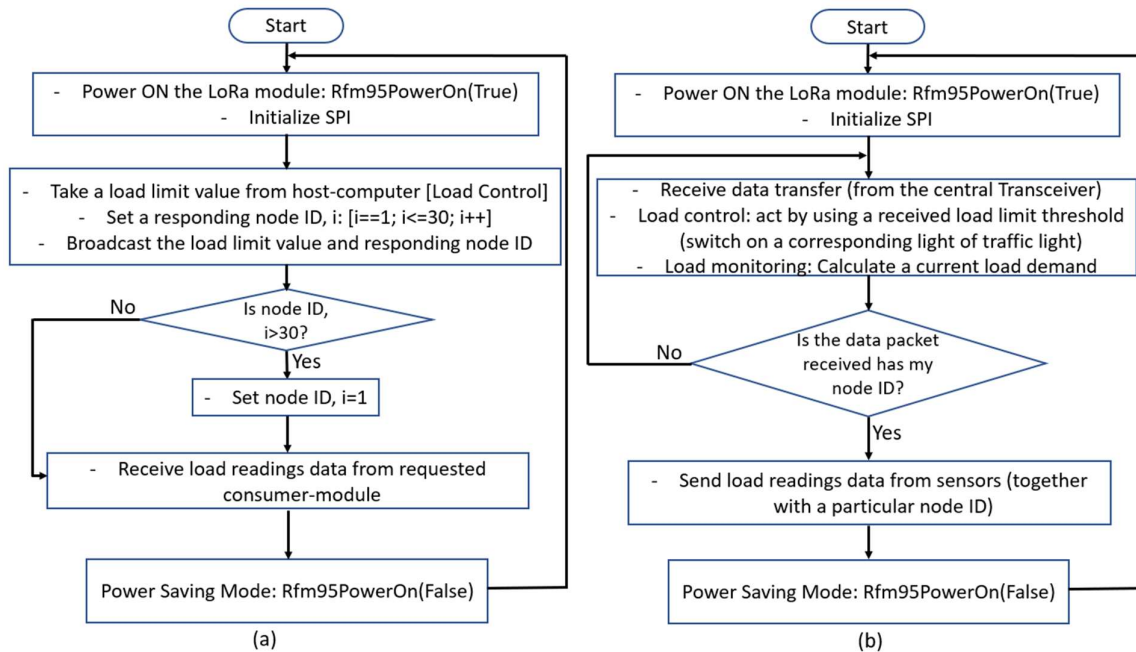 Start
- Power ON the LoRa module: Rfm95PowerOn(True)
- Initialize SPI
- Take a load limit value from host-computer [Load Control]
- Set a responding node ID, i: [i==1; i<=30; i++]
- Broadcast the load limit value and responding node ID
No
Is node ID,
i>30?
Yes
- Set node ID, i=1
- Receive load readings data from requested
consumer-module
Power Saving Mode: Rfm95PowerOn(False)
(a)
Start
- Power ON the LoRa module: Rfm95PowerOn(True)
- Initialize SPI
- Receive data transfer (from the central Transceiver)
- Load control: act by using a received load limit threshold
(switch on a corresponding light of traffic light)
- Load monitoring: Calculate a current load demand
No
Is the data packet
received has my
node ID?
Yes
- Send load readings data from sensors (together
with a particular node ID)
Power Saving Mode: Rfm95PowerOn(False)
(b)